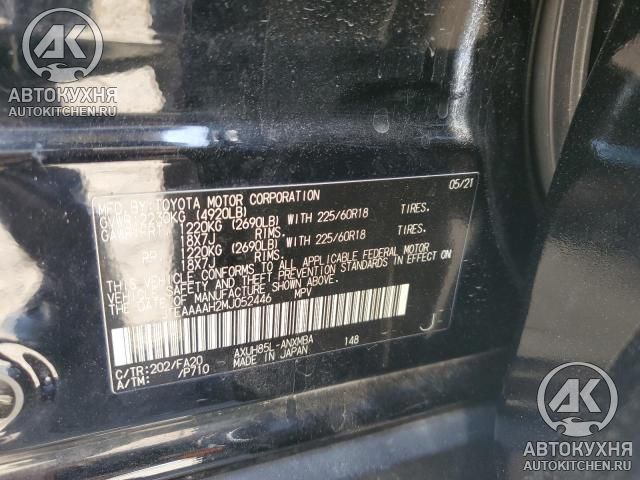 AK
АВТОКУХНЯ
AUTOKITCHEN.RU
MFD. BY: TOYOTA MOTOR CORPORATION 05/21
GVWR: 2230KG (4920LB)
GAWR: FRT. 1220KG (2690LB) WITH 225/60R18 TIRES.
18X7J RIMS.
RR. 1220KG (2690LB) WITH 225/60R18 TIRES.
18X7J RIMS.
THIS VEHICLE CONFORMS TO ALL APPLICABLE FEDERAL MOTOR
VEHICLE SAFETY AND THEFT PREVENTION STANDARDS IN EFFECT
ON THE DATE OF MANUFACTURE SHOWN ABOVE.
JTEAAAAH2MJ052446 MPV
C/TR: 202/FA20 AXUH85L-ANXMBA 148
A/TM: /P710 MADE IN JAPAN
AK
АВТОКУХНЯ
AUTOKITCHEN.RU